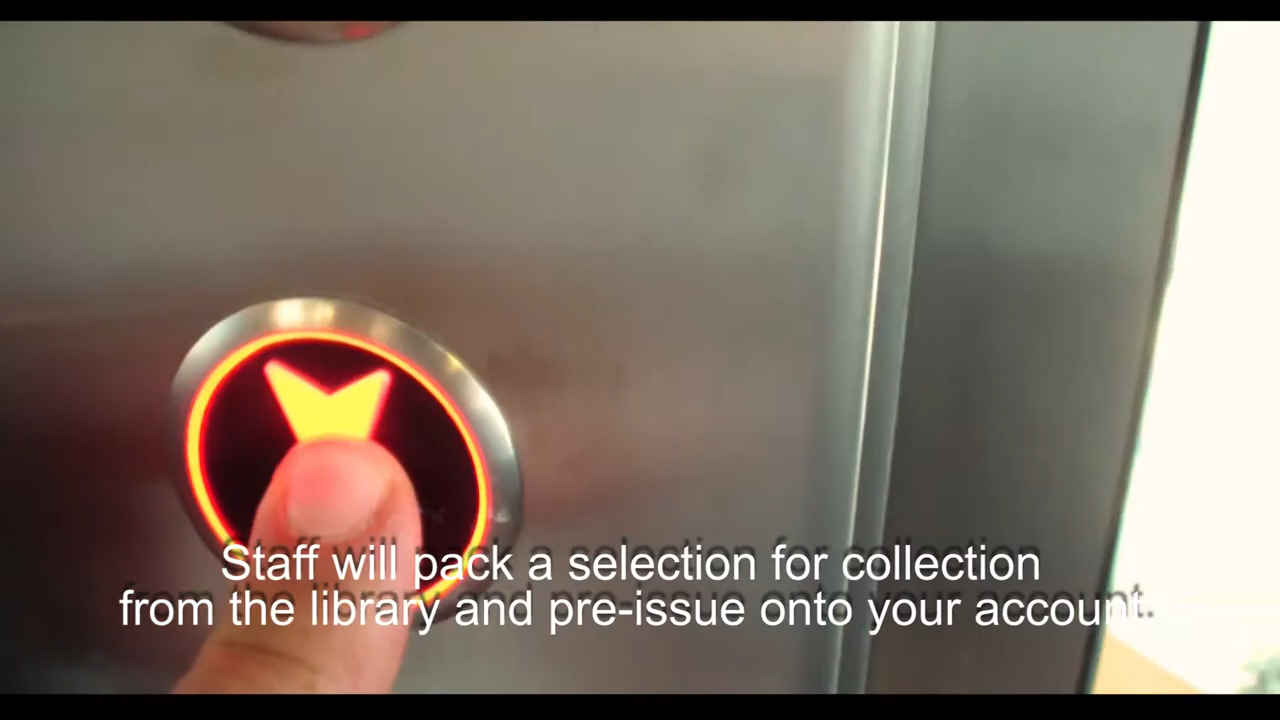 Staff will pack a selection for collection
from the library and pre-issue onto your account.